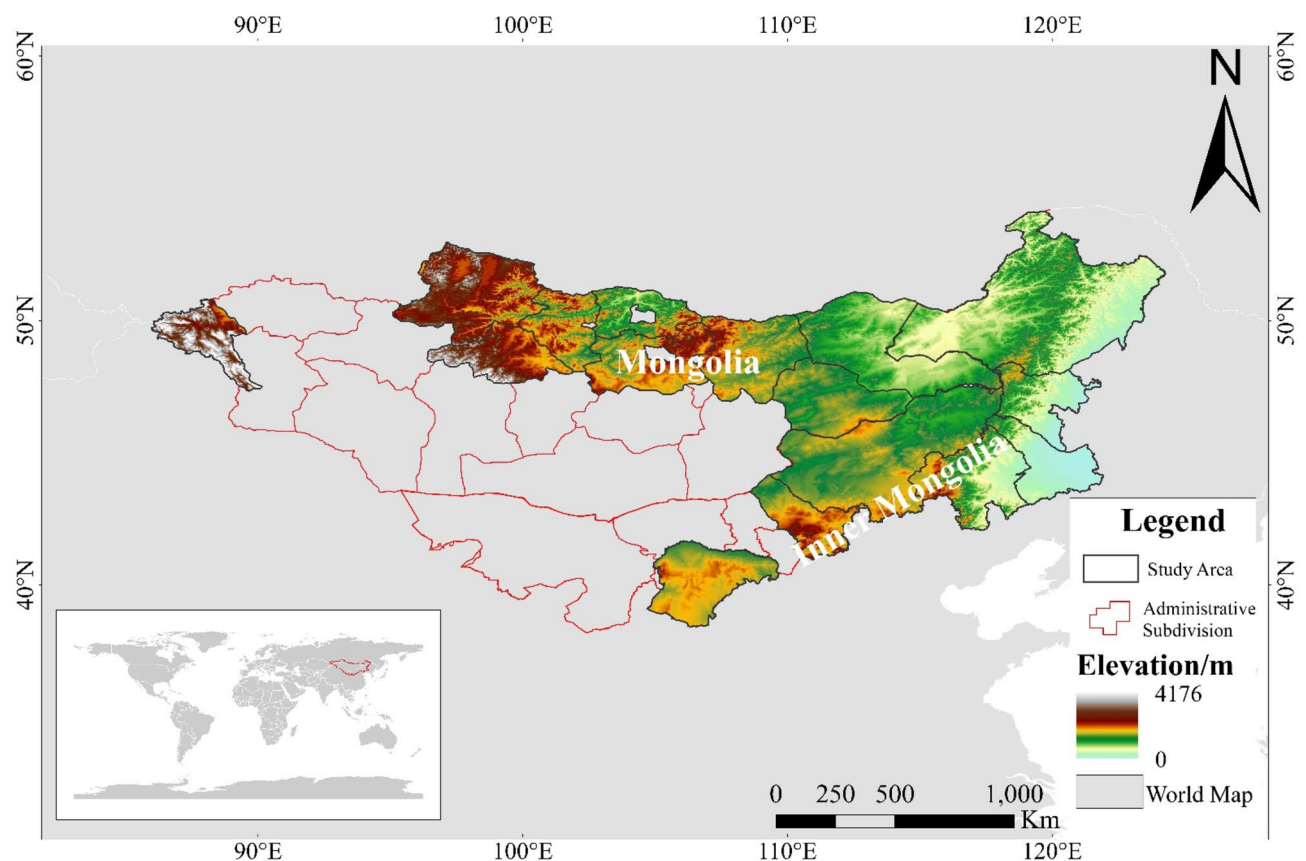 90°E 100°E 110°E 120°E
60°N 60°N
N
50°N 50°N
Mongolia
Inner Mongolia
40°N 40°N
Legend
Study Area
Administrative
Subdivision
Elevation/m
4176
0
World Map
0 250 500 1,000
Km
90°E 100°E 110°E 120°E